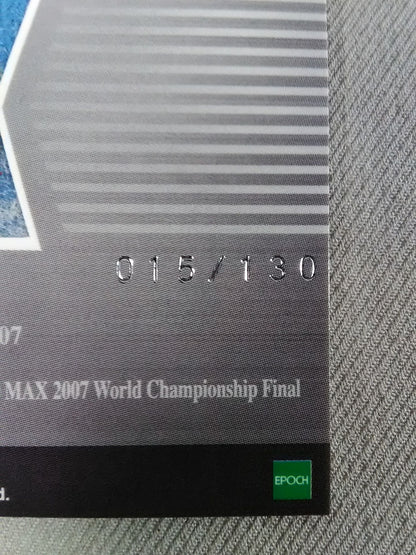 015/130
07
MAX 2007 World Championship Final
d.
EPOCH